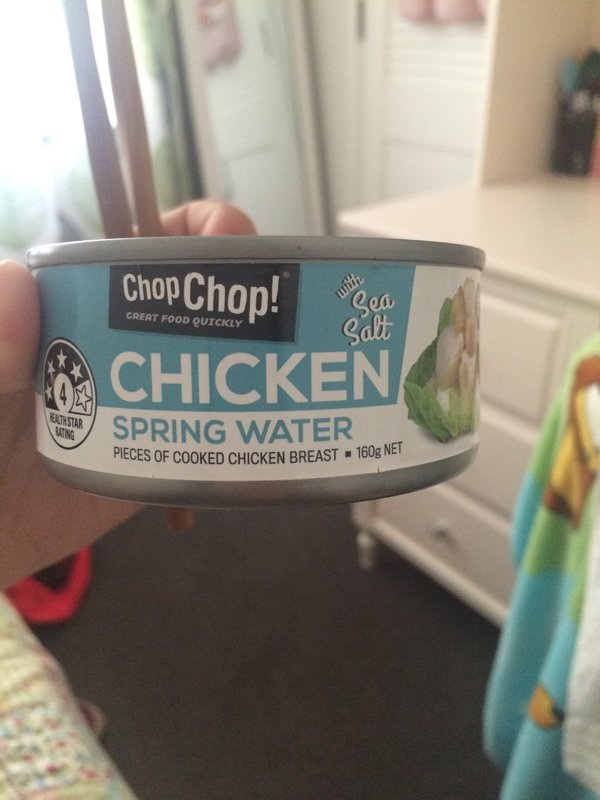 Chop Chop!®
GREAT FOOD QUICKLY
with
Sea
Salt
CHICKEN
4
HEALTH STAR
RATING
SPRING WATER
PIECES OF COOKED CHICKEN BREAST ▪ 160g NET